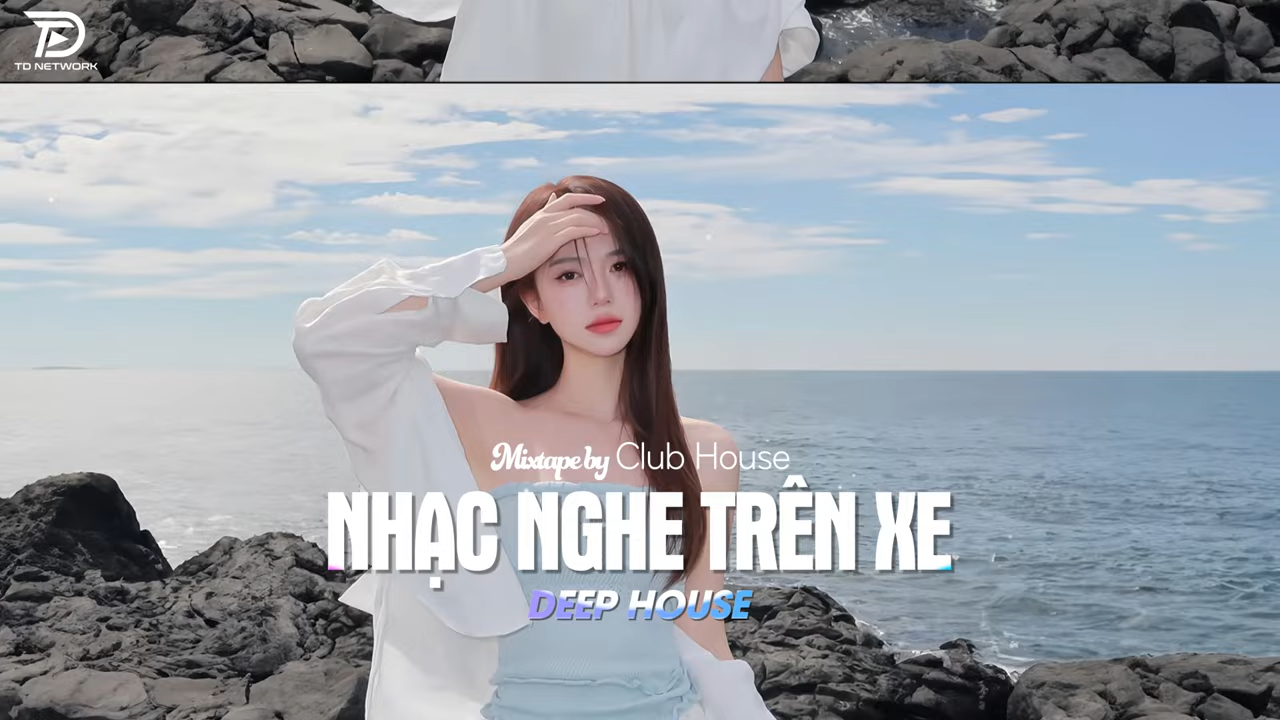 TD NETWORK
Mixtape by Club House
NHẠC NGHE TRÊN XE
DEEP HOUSE